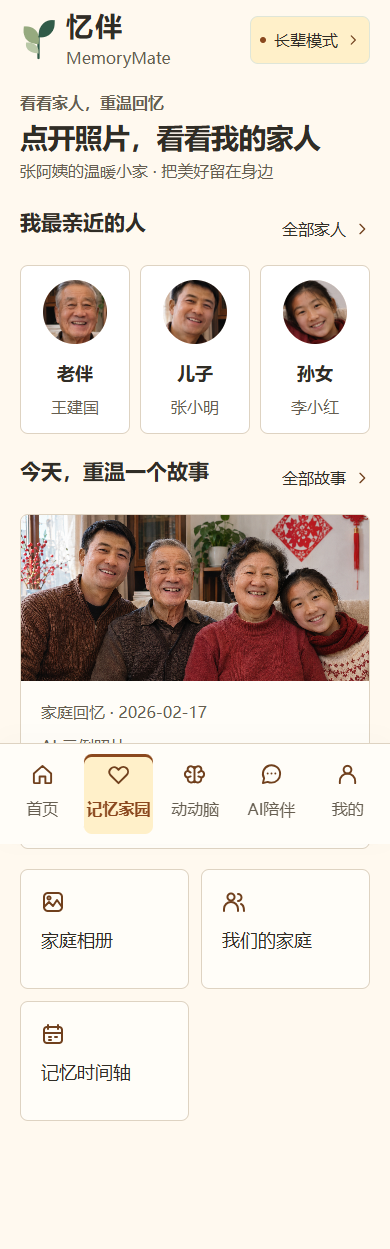 忆伴
MemoryMate
长辈模式
看看家人，重温回忆
点开照片，看看我的家人
张阿姨的温暖小家 · 把美好留在身边
我最亲近的人
全部家人
老伴
王建国
儿子
张小明
孙女
李小红
今天，重温一个故事
全部故事
家庭回忆 · 2026-02-17
首页
记忆家园
动动脑
AI陪伴
我的
家庭相册
我们的家庭
记忆时间轴